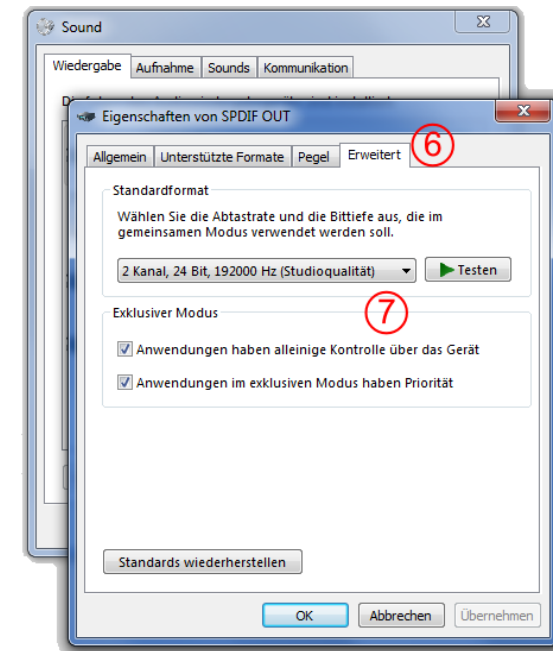 Sound
Wiedergabe Aufnahme Sounds Kommunikation
Eigenschaften von SPDIF OUT
Allgemein Unterstützte Formate Pegel Erweitert 6
Standardformat
Wählen Sie die Abtastrate und die Bittiefe aus, die im
gemeinsamen Modus verwendet werden soll.
2 Kanal, 24 Bit, 192000 Hz (Studioqualität) Testen
Exklusiver Modus 7
Anwendungen haben alleinige Kontrolle über das Gerät
Anwendungen im exklusiven Modus haben Priorität
Standards wiederherstellen
OK Abbrechen Übernehmen